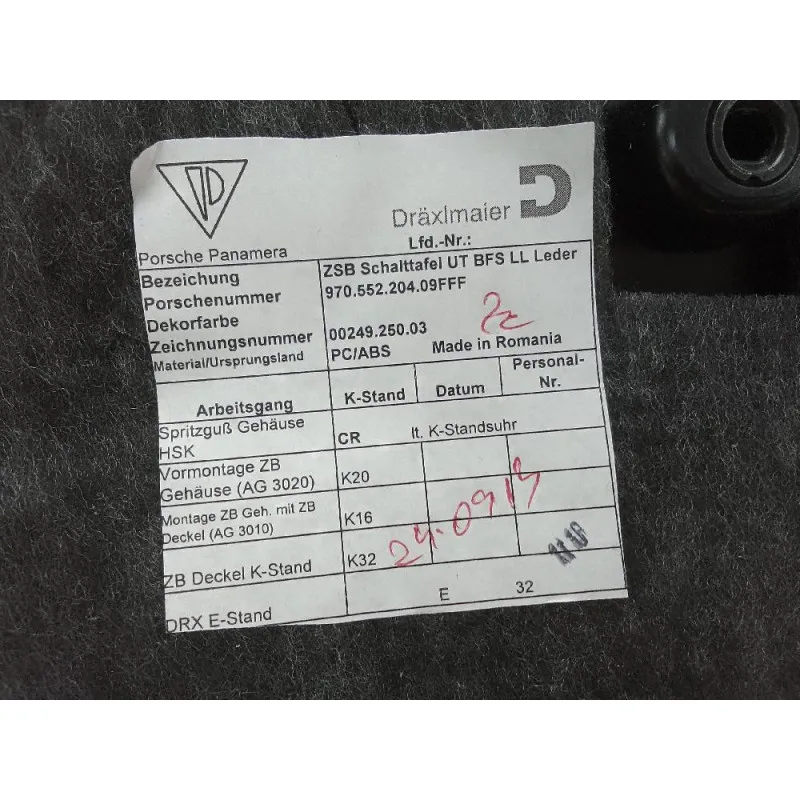 Dräxlmaier D
Porsche Panamera
Lfd.-Nr.:
Bezeichnung ZSB Schalttafel UT BFS LL Leder
Porschenummer 970.552.204.09FFF
Dekorfarbe
Zeichnungsnummer 00249.250.03
Material/Ursprungsland PC/ABS Made in Romania
Arbeitsgang K-Stand Datum Personal-
Nr.
Spritzguß Gehäuse
HSK CR lt. K-Standsuhr
Vormontage ZB
Gehäuse (AG 3020) K20
Montage ZB Geh. mit ZB
Deckel (AG 3010) K16
ZB Deckel K-Stand K32 24.09.13
DRX E-Stand E 32